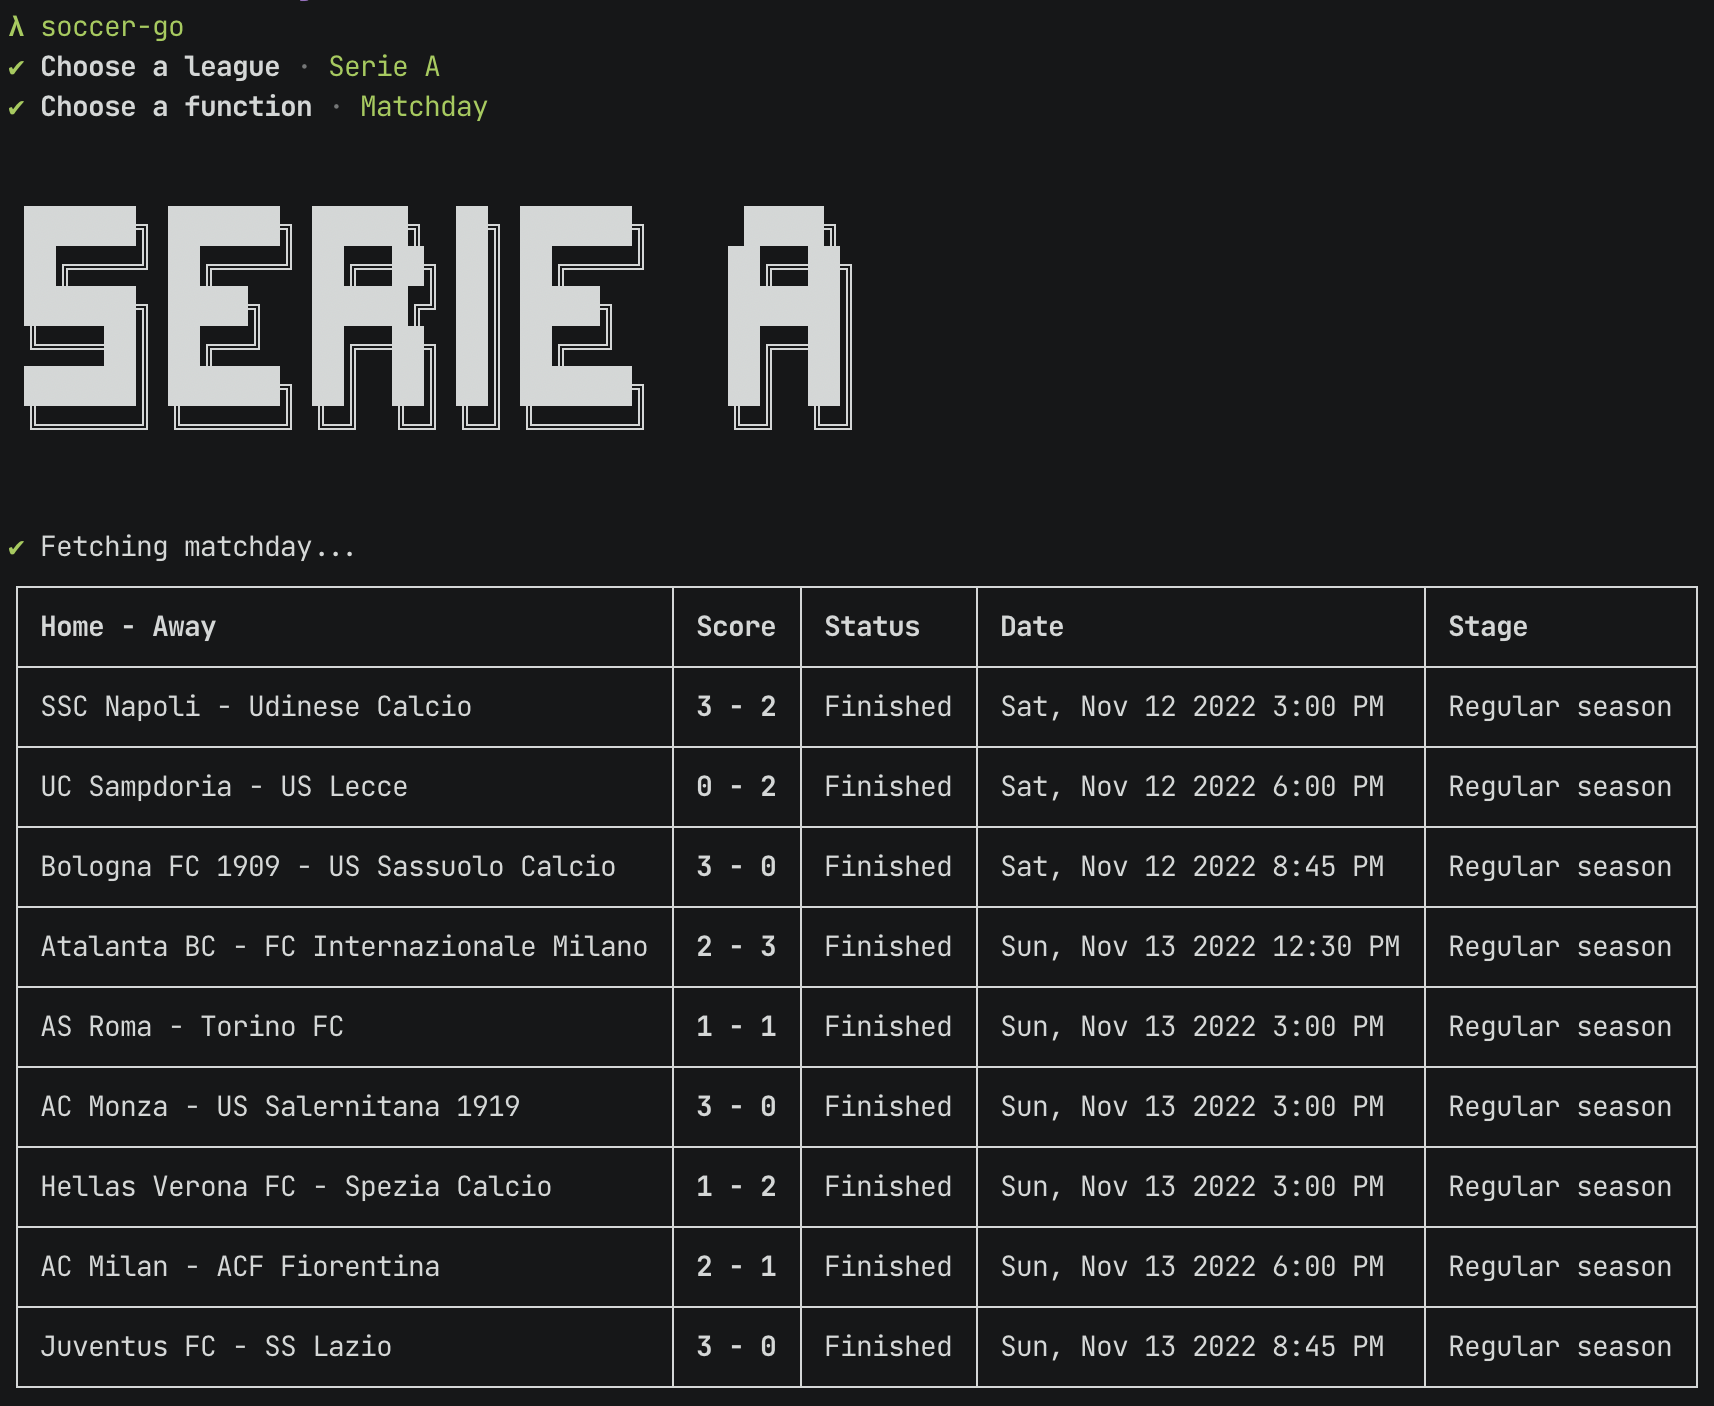 λ soccer-go
✔ Choose a league · Serie A
✔ Choose a function · Matchday
SERIE A
✔ Fetching matchday...
Home - Away Score Status Date Stage
SSC Napoli - Udinese Calcio 3 - 2 Finished Sat, Nov 12 2022 3:00 PM Regular season
UC Sampdoria - US Lecce 0 - 2 Finished Sat, Nov 12 2022 6:00 PM Regular season
Bologna FC 1909 - US Sassuolo Calcio 3 - 0 Finished Sat, Nov 12 2022 8:45 PM Regular season
Atalanta BC - FC Internazionale Milano 2 - 3 Finished Sun, Nov 13 2022 12:30 PM Regular season
AS Roma - Torino FC 1 - 1 Finished Sun, Nov 13 2022 3:00 PM Regular season
AC Monza - US Salernitana 1919 3 - 0 Finished Sun, Nov 13 2022 3:00 PM Regular season
Hellas Verona FC - Spezia Calcio 1 - 2 Finished Sun, Nov 13 2022 3:00 PM Regular season
AC Milan - ACF Fiorentina 2 - 1 Finished Sun, Nov 13 2022 6:00 PM Regular season
Juventus FC - SS Lazio 3 - 0 Finished Sun, Nov 13 2022 8:45 PM Regular season